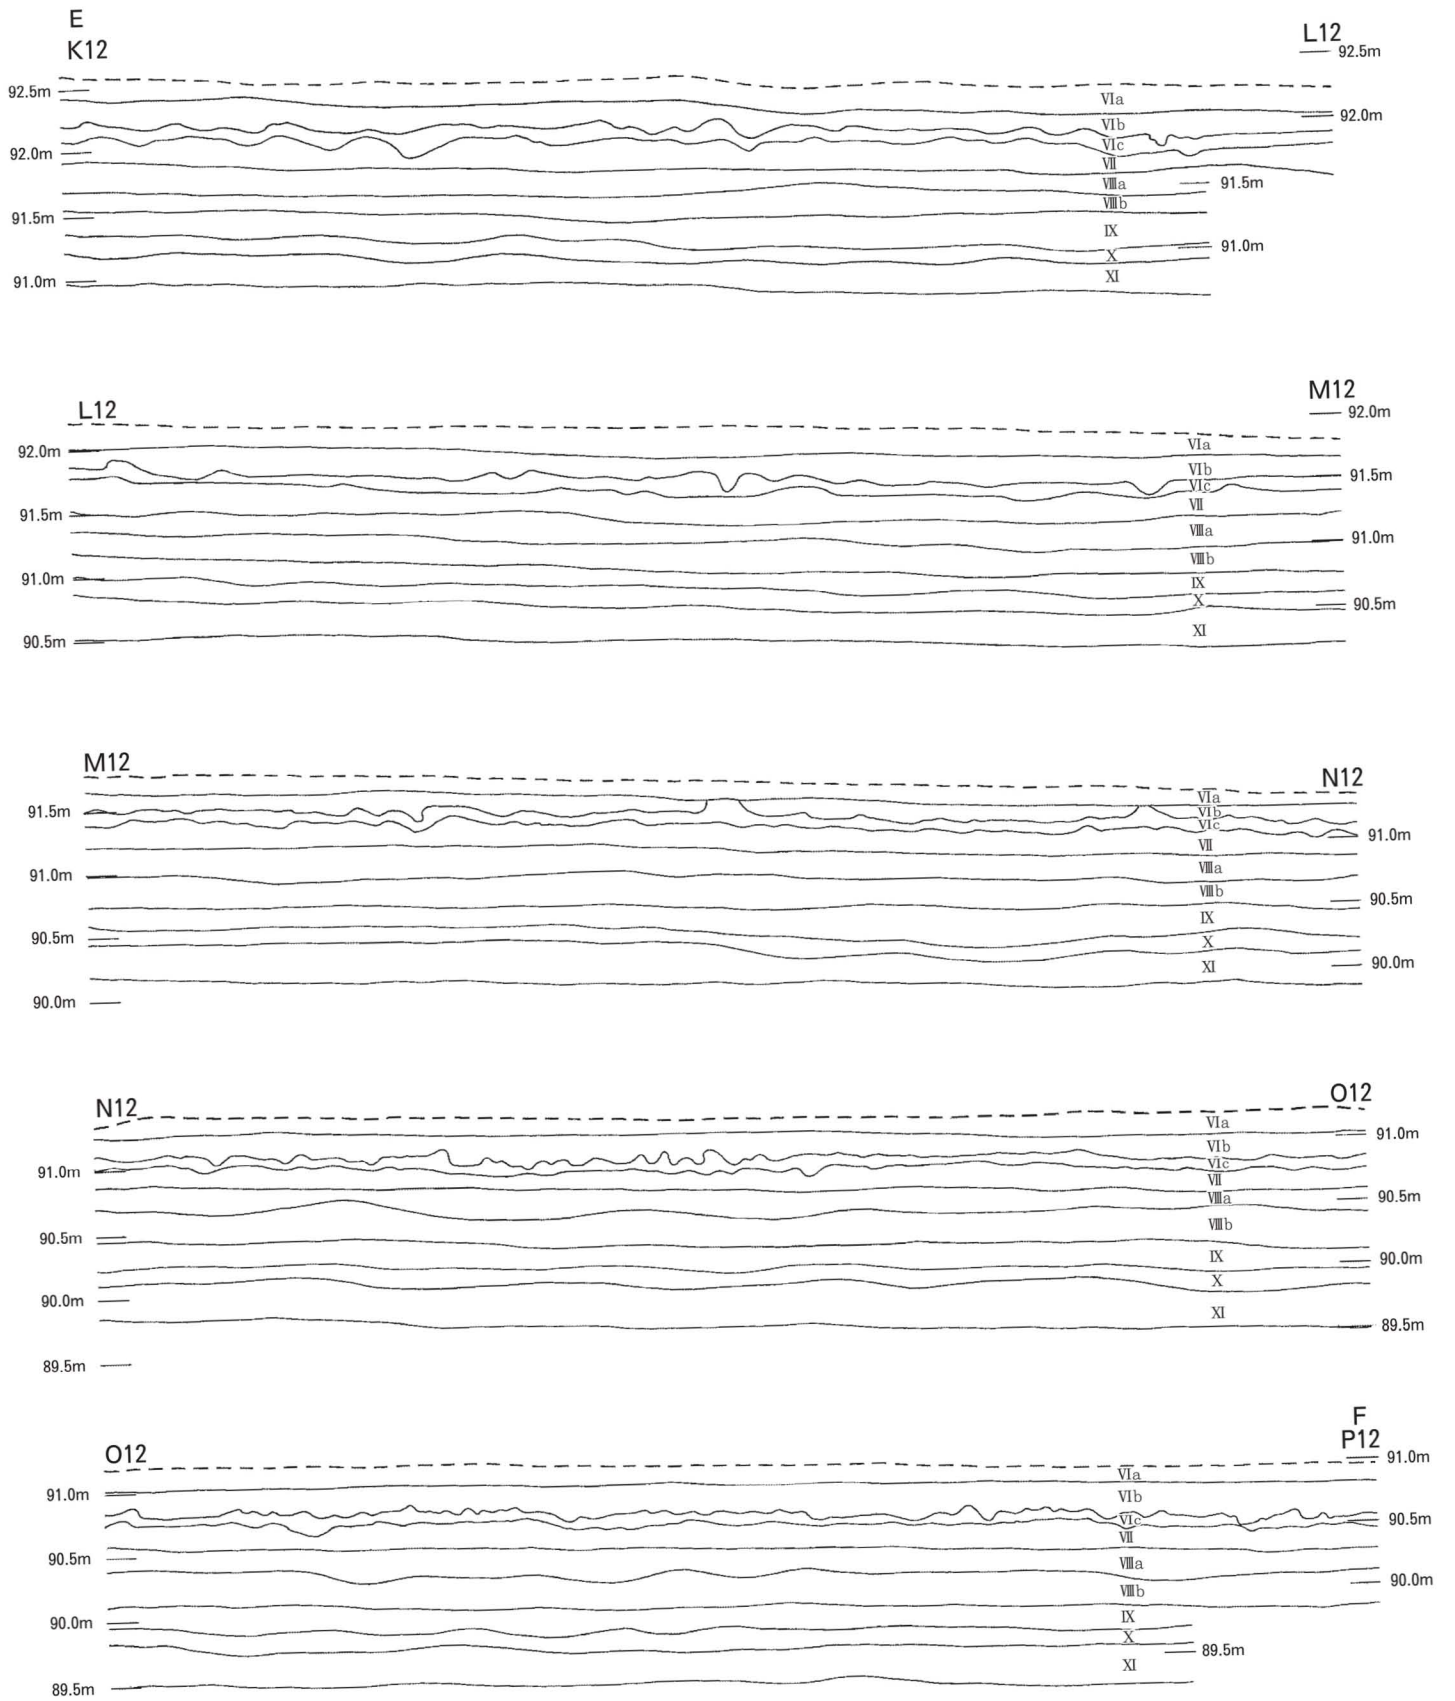 E
K12
L12
92.5m
92.5m
VIa
92.0m
VIb
VIc
92.0m
Ⅶ
Ⅷa
91.5m
Ⅷb
91.5m
Ⅸ
91.0m
Ⅹ
91.0m
Ⅺ
L12
M12
92.0m
VIa
92.0m
VIb
91.5m
VIc
Ⅶ
91.5m
Ⅷa
91.0m
Ⅷb
91.0m
Ⅸ
Ⅹ
90.5m
Ⅺ
90.5m
M12
N12
VIa
91.5m
VIb
VIc
91.0m
Ⅶ
Ⅷa
91.0m
Ⅷb
90.5m
Ⅸ
90.5m
Ⅹ
90.0m
Ⅺ
90.0m
N12
O12
VIa
91.0m
VIb
VIc
91.0m
Ⅶ
90.5m
Ⅷa
Ⅷb
90.5m
Ⅸ
90.0m
Ⅹ
90.0m
Ⅺ
89.5m
89.5m
F
O12
P12
91.0m
VIa
91.0m
VIb
90.5m
VIc
Ⅶ
90.5m
Ⅷa
90.0m
Ⅷb
Ⅸ
90.0m
Ⅹ
89.5m
Ⅺ
89.5m